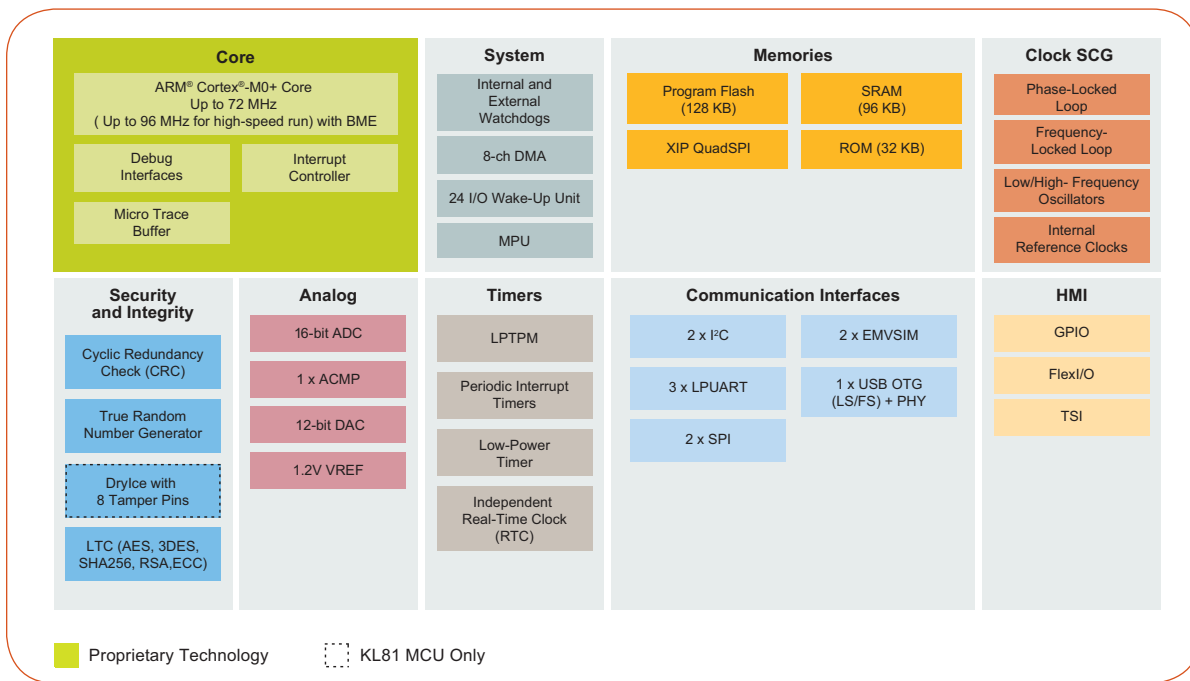 Core
ARM® Cortex®-M0+ Core
Up to 72 MHz
( Up to 96 MHz for high-speed run) with BME
Debug
Interfaces
Interrupt
Controller
Micro Trace
Buffer
System
Internal and
External
Watchdogs
8-ch DMA
24 I/O Wake-Up Unit
MPU
Memories
Program Flash
(128 KB)
SRAM
(96 KB)
XIP QuadSPI
ROM (32 KB)
Clock SCG
Phase-Locked
Loop
Frequency-
Locked Loop
Low/High- Frequency
Oscillators
Internal
Reference Clocks
Security
and Integrity
Cyclic Redundancy
Check (CRC)
True Random
Number Generator
DryIce with
8 Tamper Pins
LTC (AES, 3DES,
SHA256, RSA,ECC)
Analog
16-bit ADC
1 x ACMP
12-bit DAC
1.2V VREF
Timers
LPTPM
Periodic Interrupt
Timers
Low-Power
Timer
Independent
Real-Time Clock
(RTC)
Communication Interfaces
2 x I²C
2 x EMVSIM
3 x LPUART
1 x USB OTG
(LS/FS) + PHY
2 x SPI
HMI
GPIO
FlexI/O
TSI
Proprietary Technology
KL81 MCU Only